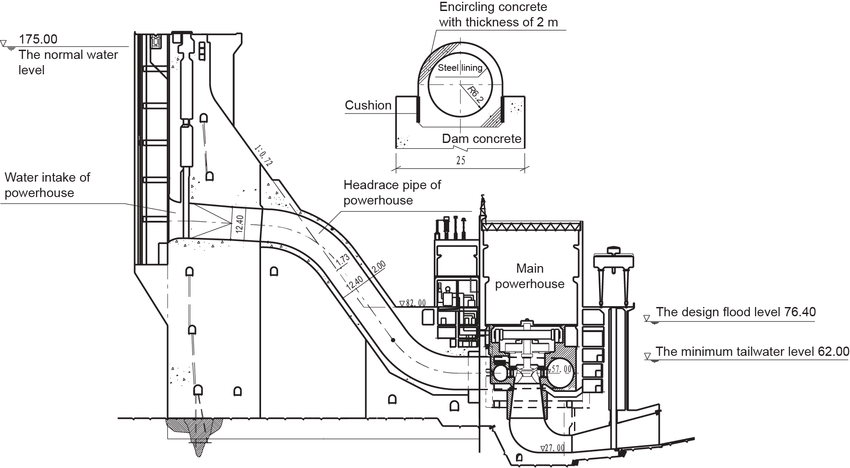 Encircling concrete
with thickness of 2 m
175.00
The normal water
level
Steel lining
R6.2
Cushion
Dam concrete
25
1:0.72
Water intake of
powerhouse
Headrace pipe of
powerhouse
12.40
1.73
2.00
12.40
82.00
Main
powerhouse
The design flood level 76.40
The minimum tailwater level 62.00
57.00
27.00